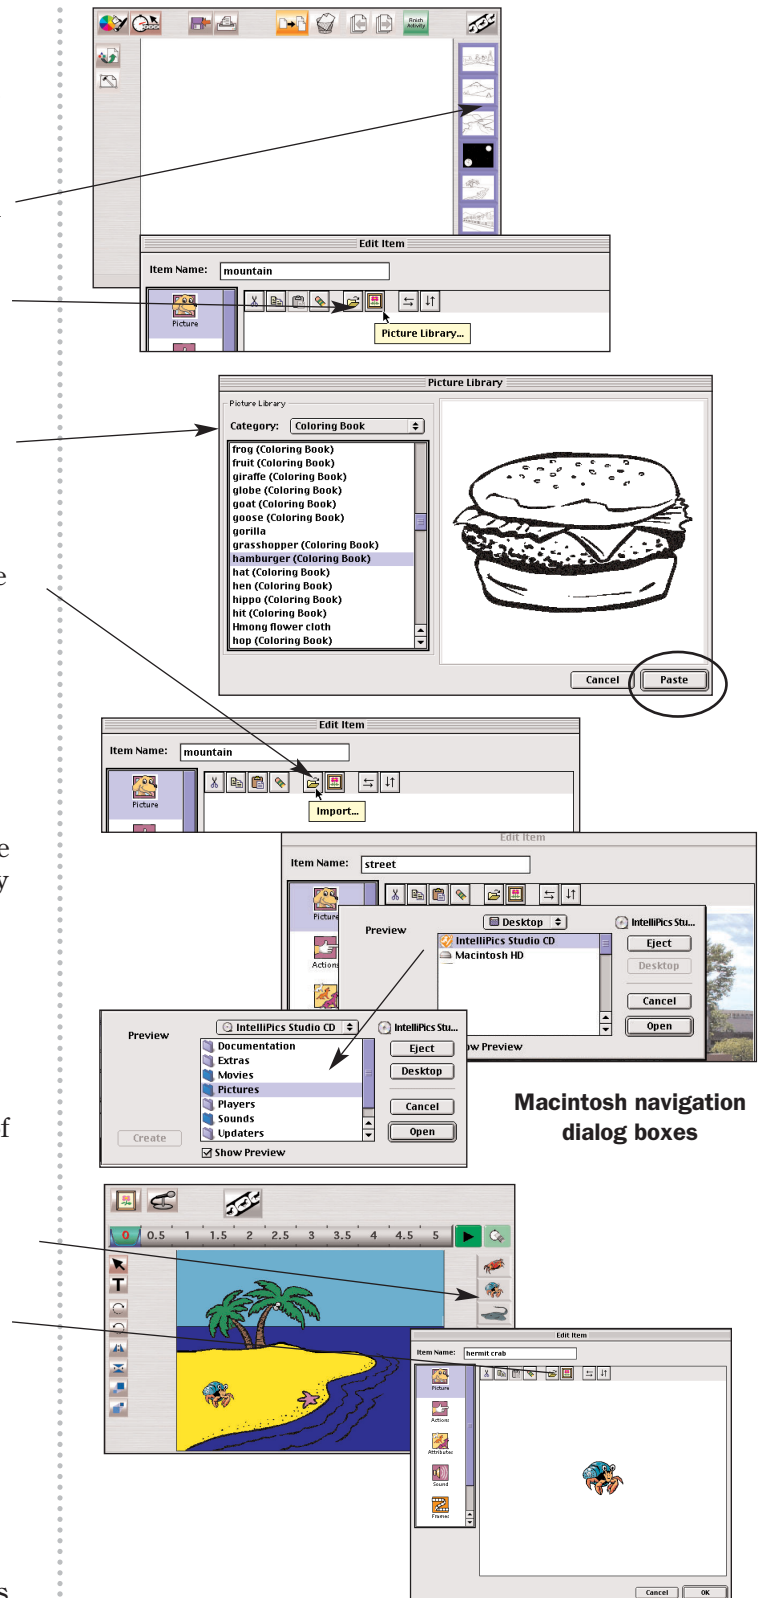 Finish
Activity
Edit Item
Item Name: mountain
Picture
Picture Library...
Picture Library
Picture Library
Category: Coloring Book
frog (Coloring Book)
fruit (Coloring Book)
giraffe (Coloring Book)
globe (Coloring Book)
goat (Coloring Book)
goose (Coloring Book)
gorilla
grasshopper (Coloring Book)
hamburger (Coloring Book)
hat (Coloring Book)
hen (Coloring Book)
hippo (Coloring Book)
hit (Coloring Book)
Hmong flower cloth
hop (Coloring Book)
Cancel Paste
e
Edit Item
Item Name: mountain
Picture
Import...
e
y
Edit Item
Item Name: street
Picture
Actions
Preview
Desktop
IntelliPics Stu...
IntelliPics Studio CD
Macintosh HD
Eject
Desktop
Cancel
Open
ow Preview
Preview
IntelliPics Studio CD
IntelliPics Stu...
Documentation
Extras
Movies
Pictures
Players
Sounds
Updaters
Eject
Desktop
Cancel
Open
Create
Show Preview
Macintosh navigation
dialog boxes
of
0 0.5 1 1.5 2 2.5 3 3.5 4 4.5 5
T
Edit Item
Item Name: hermit crab
Picture
Actions
Attributes
Sound
Frames
Cancel OK
s